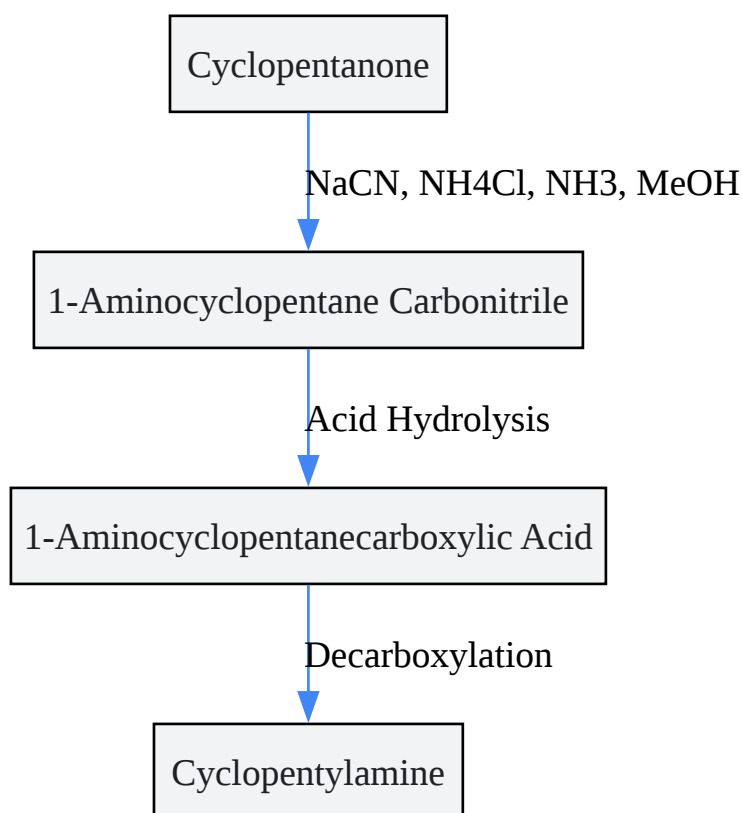 Cyclopentanone
NaCN, NH4Cl, NH3, MeOH
1-Aminocyclopentane Carbonitrile
Acid Hydrolysis
1-Aminocyclopentanecarboxylic Acid
Decarboxylation
Cyclopentylamine